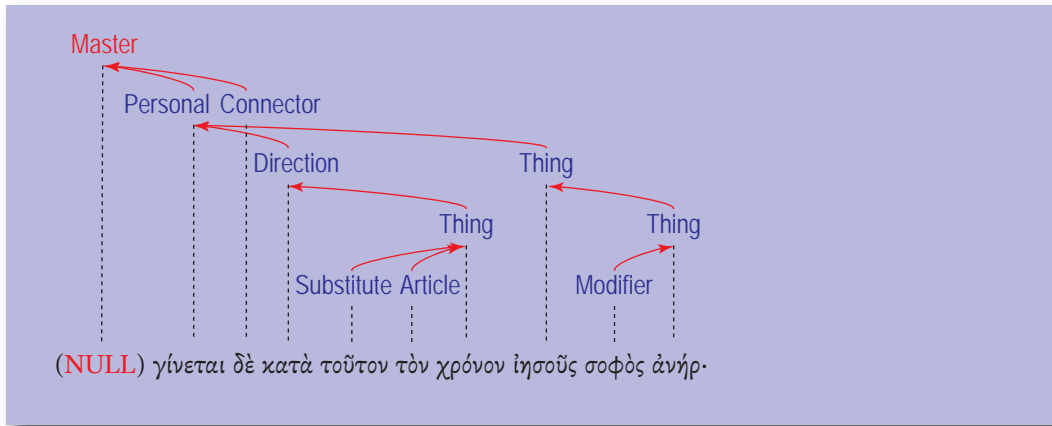 Master
Personal Connector
Direction Thing
Thing Thing
Substitute Article Modifier
(NULL) γίνεται δὲ κατὰ τοῦτον τὸν χρόνον ἰησοῦς σοφὸς ἀνήρ·